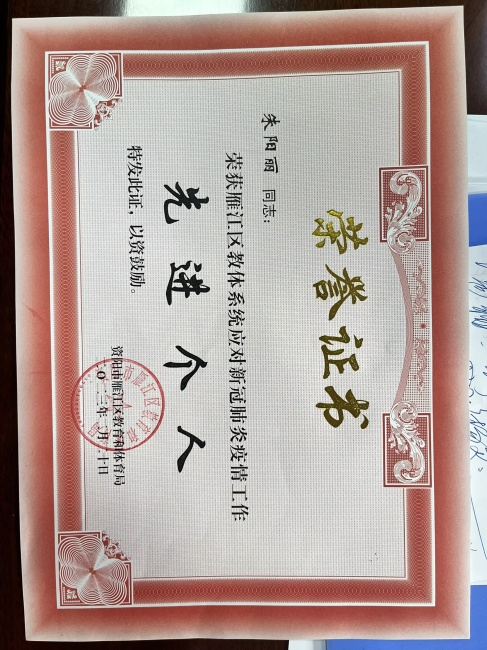 荣誉证书
朱阳丽 同志:
荣获雁江区教体系统应对新冠肺炎疫情工作
先进个人
特发此证，以资鼓励。
资阳市雁江区教育和体育局
二〇二三年二月二十日